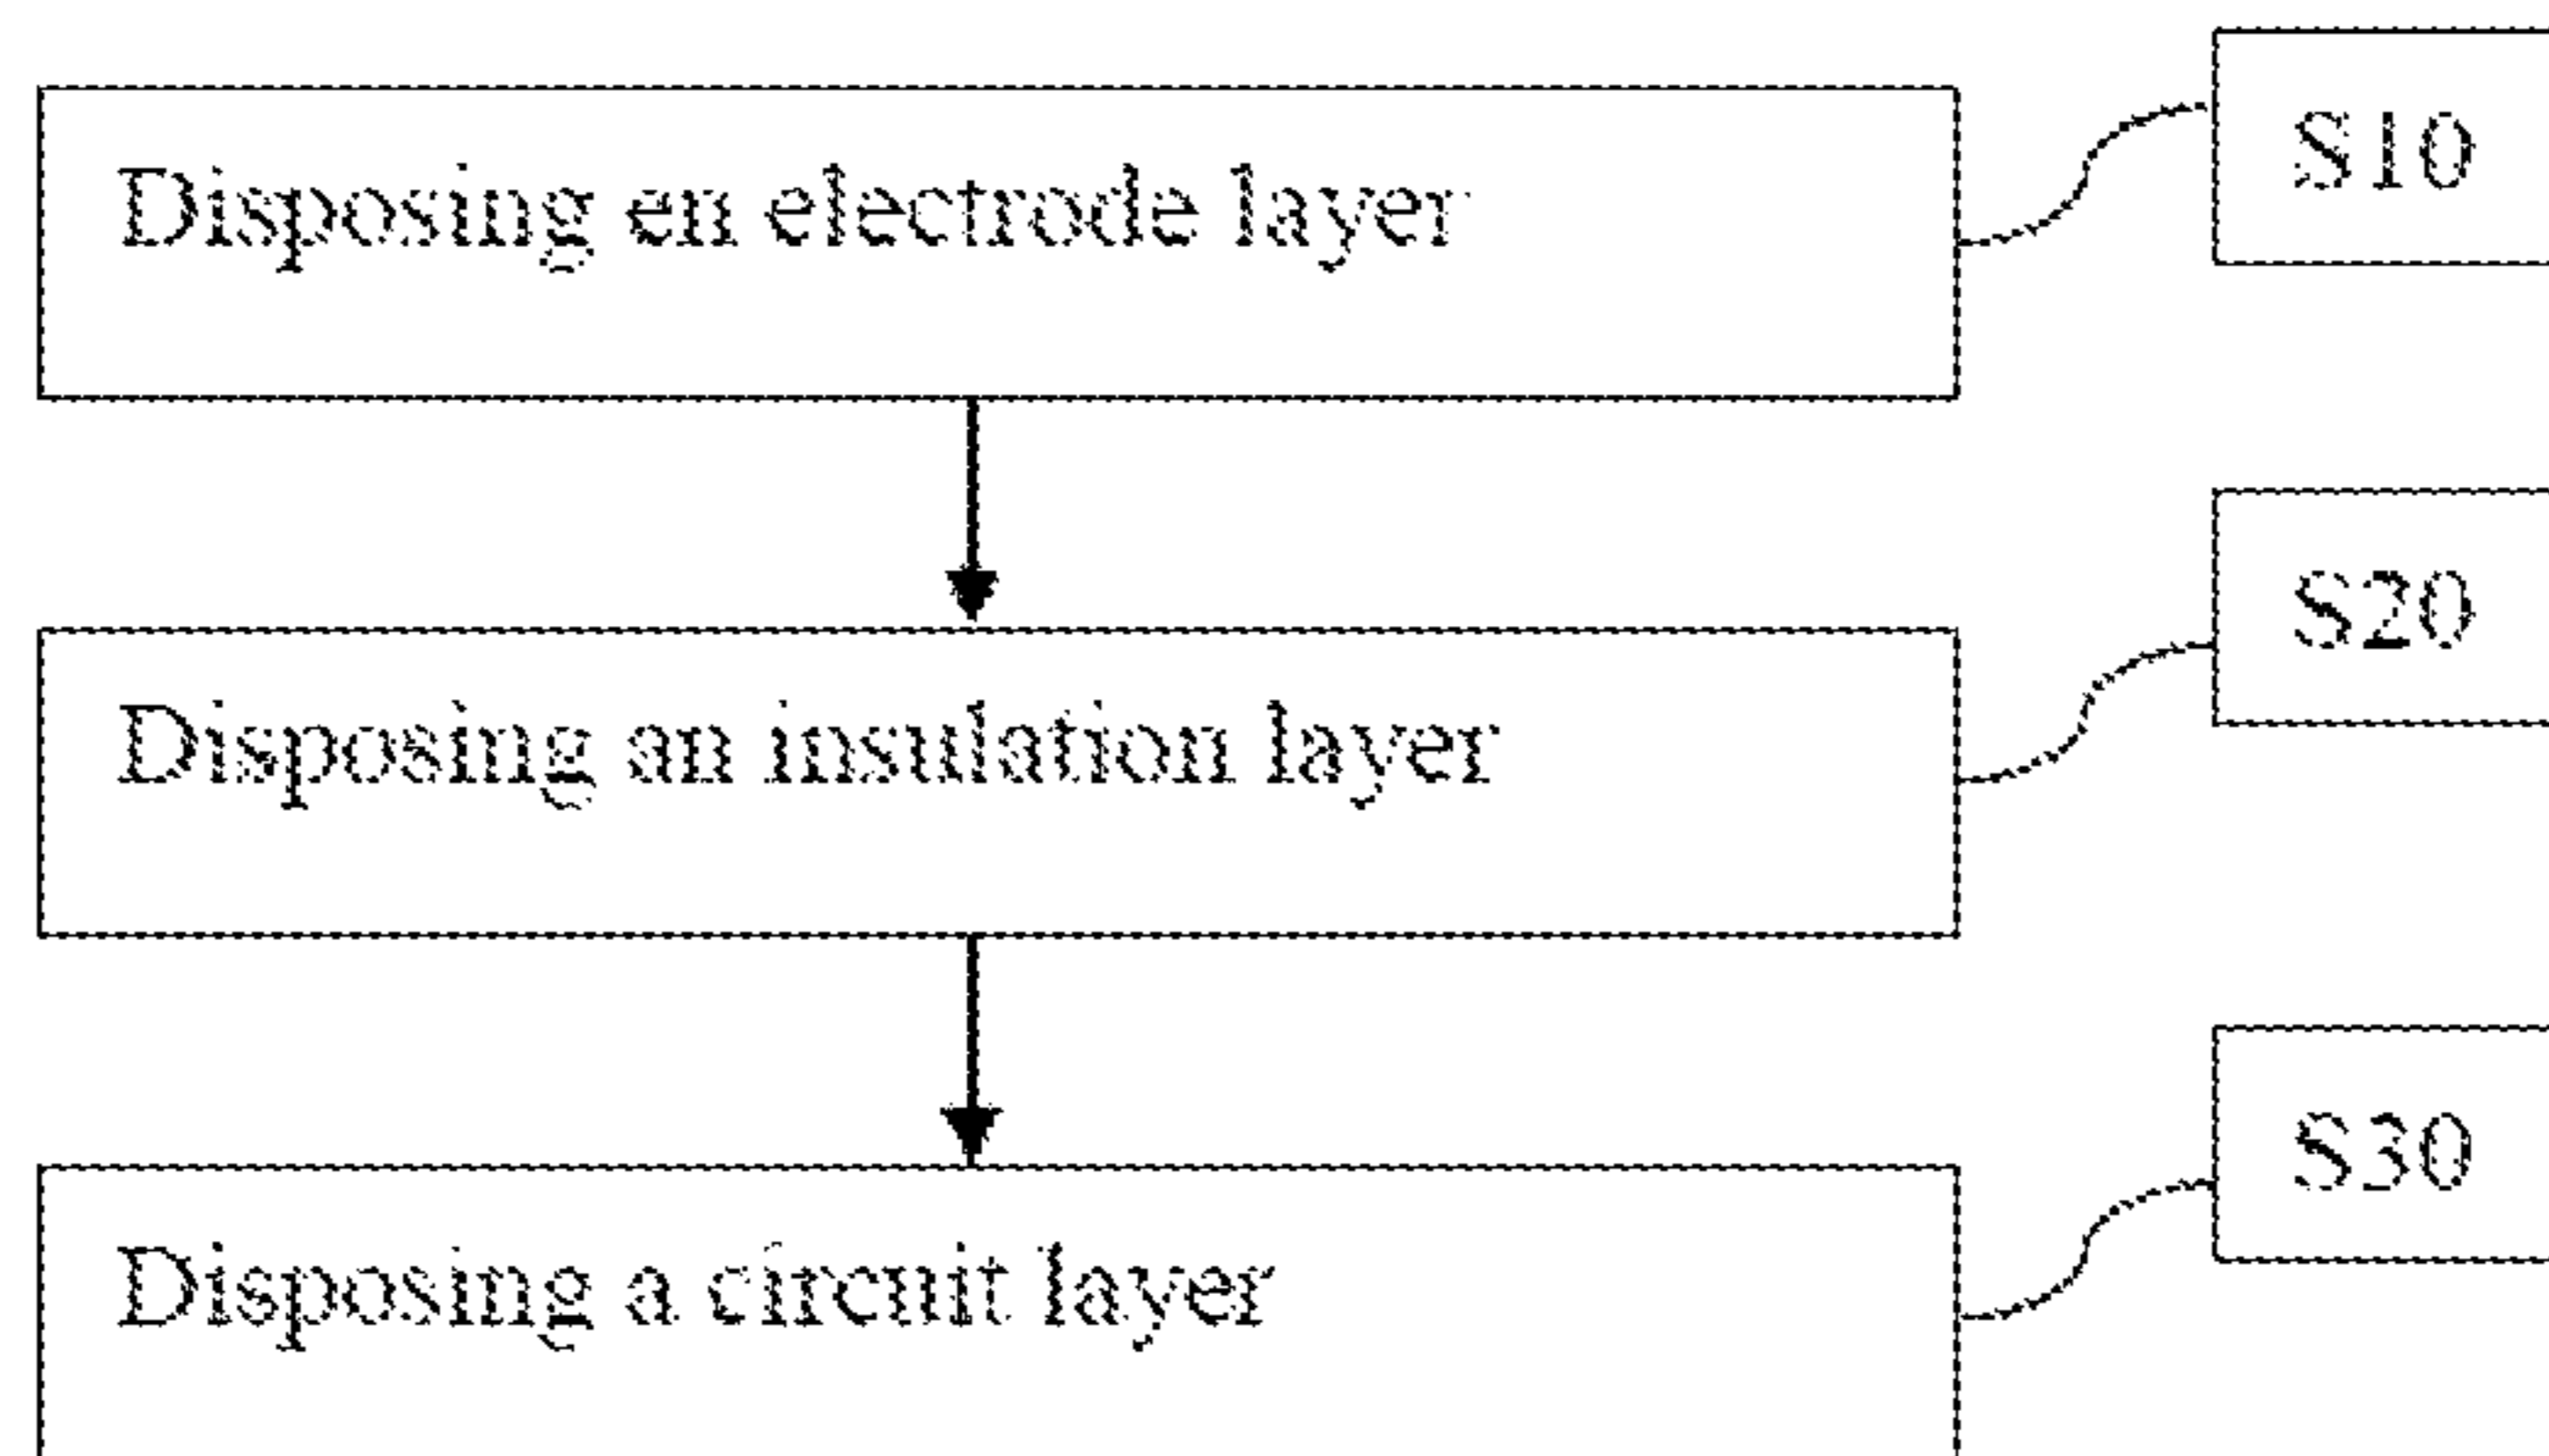 Disposing en electrode layer
S10
Disposing an insulation layer
S20
Disposing a circuit layer
S30